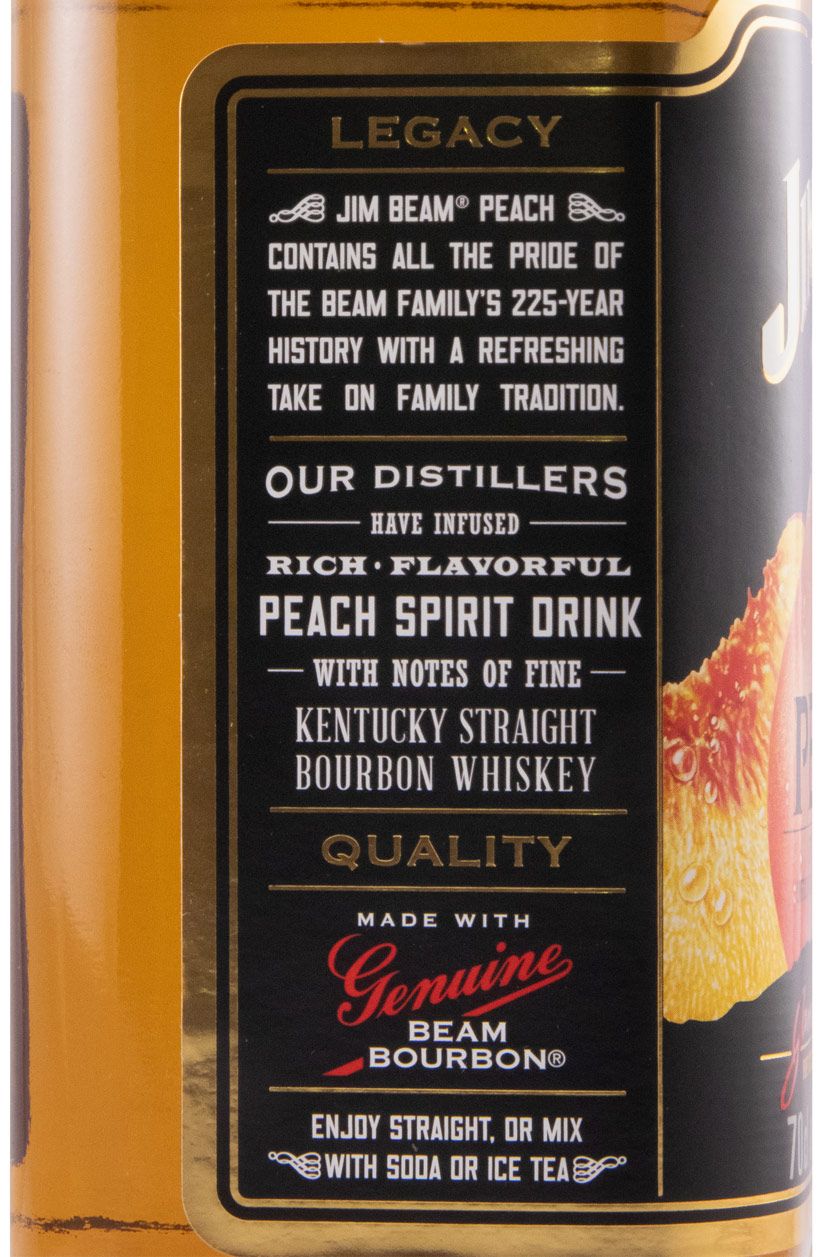 LEGACY
JIM BEAM® PEACH
CONTAINS ALL THE PRIDE OF
THE BEAM FAMILY'S 225-YEAR
HISTORY WITH A REFRESHING
TAKE ON FAMILY TRADITION.
OUR DISTILLERS
HAVE INFUSED
RICH • FLAVORFUL
PEACH SPIRIT DRINK
WITH NOTES OF FINE
KENTUCKY STRAIGHT
BOURBON WHISKEY
QUALITY
MADE WITH
Genuine
BEAM
BOURBON®
ENJOY STRAIGHT, OR MIX
WITH SODA OR ICE TEA